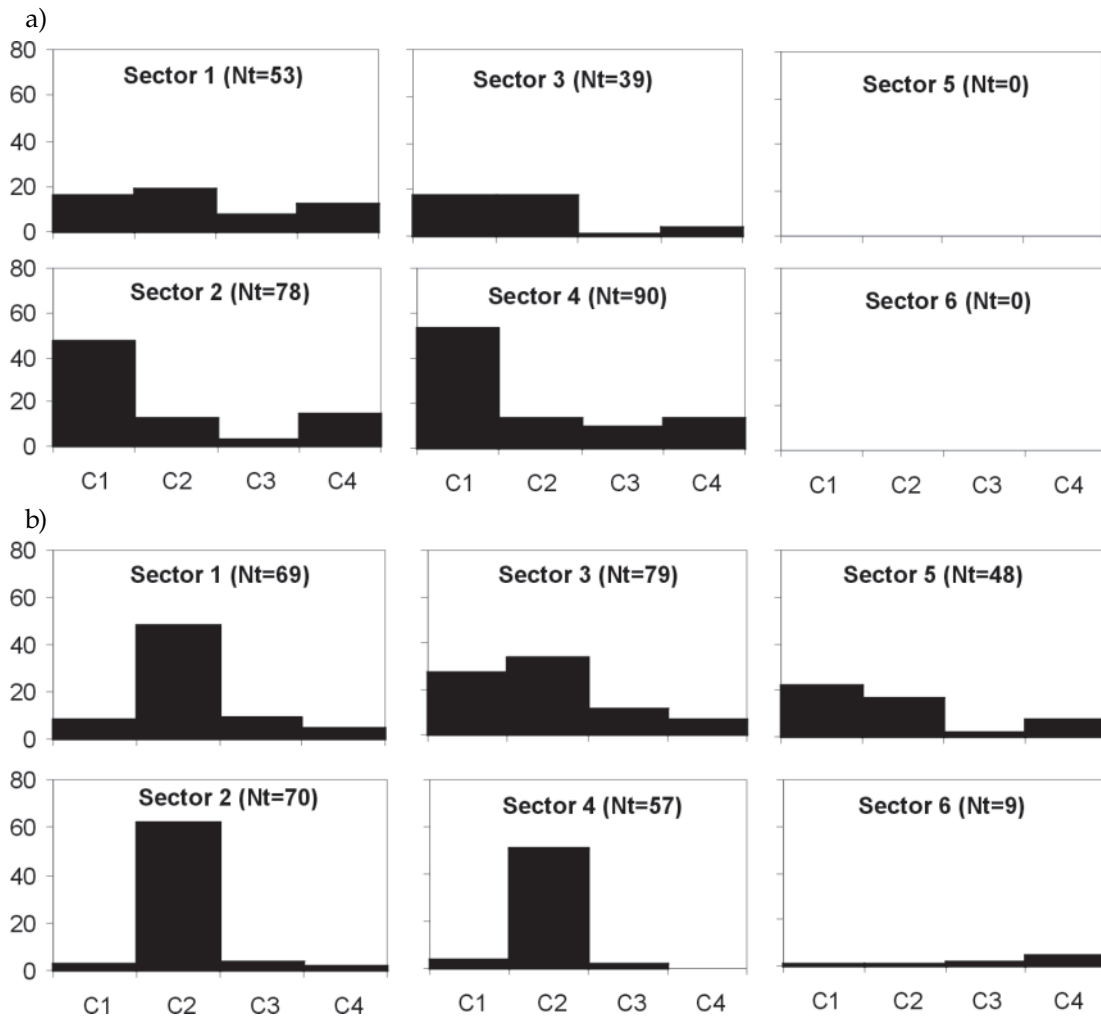 a)
80
60
40
20
0
Sector 1 (Nt=53)
Sector 3 (Nt=39)
Sector 5 (Nt=0)
80
60
40
20
0
Sector 2 (Nt=78)
Sector 4 (Nt=90)
Sector 6 (Nt=0)
C1 C2 C3 C4
C1 C2 C3 C4
C1 C2 C3 C4
b)
80
60
40
20
0
Sector 1 (Nt=69)
Sector 3 (Nt=79)
Sector 5 (Nt=48)
80
60
40
20
0
Sector 2 (Nt=70)
Sector 4 (Nt=57)
Sector 6 (Nt=9)
C1 C2 C3 C4
C1 C2 C3 C4
C1 C2 C3 C4